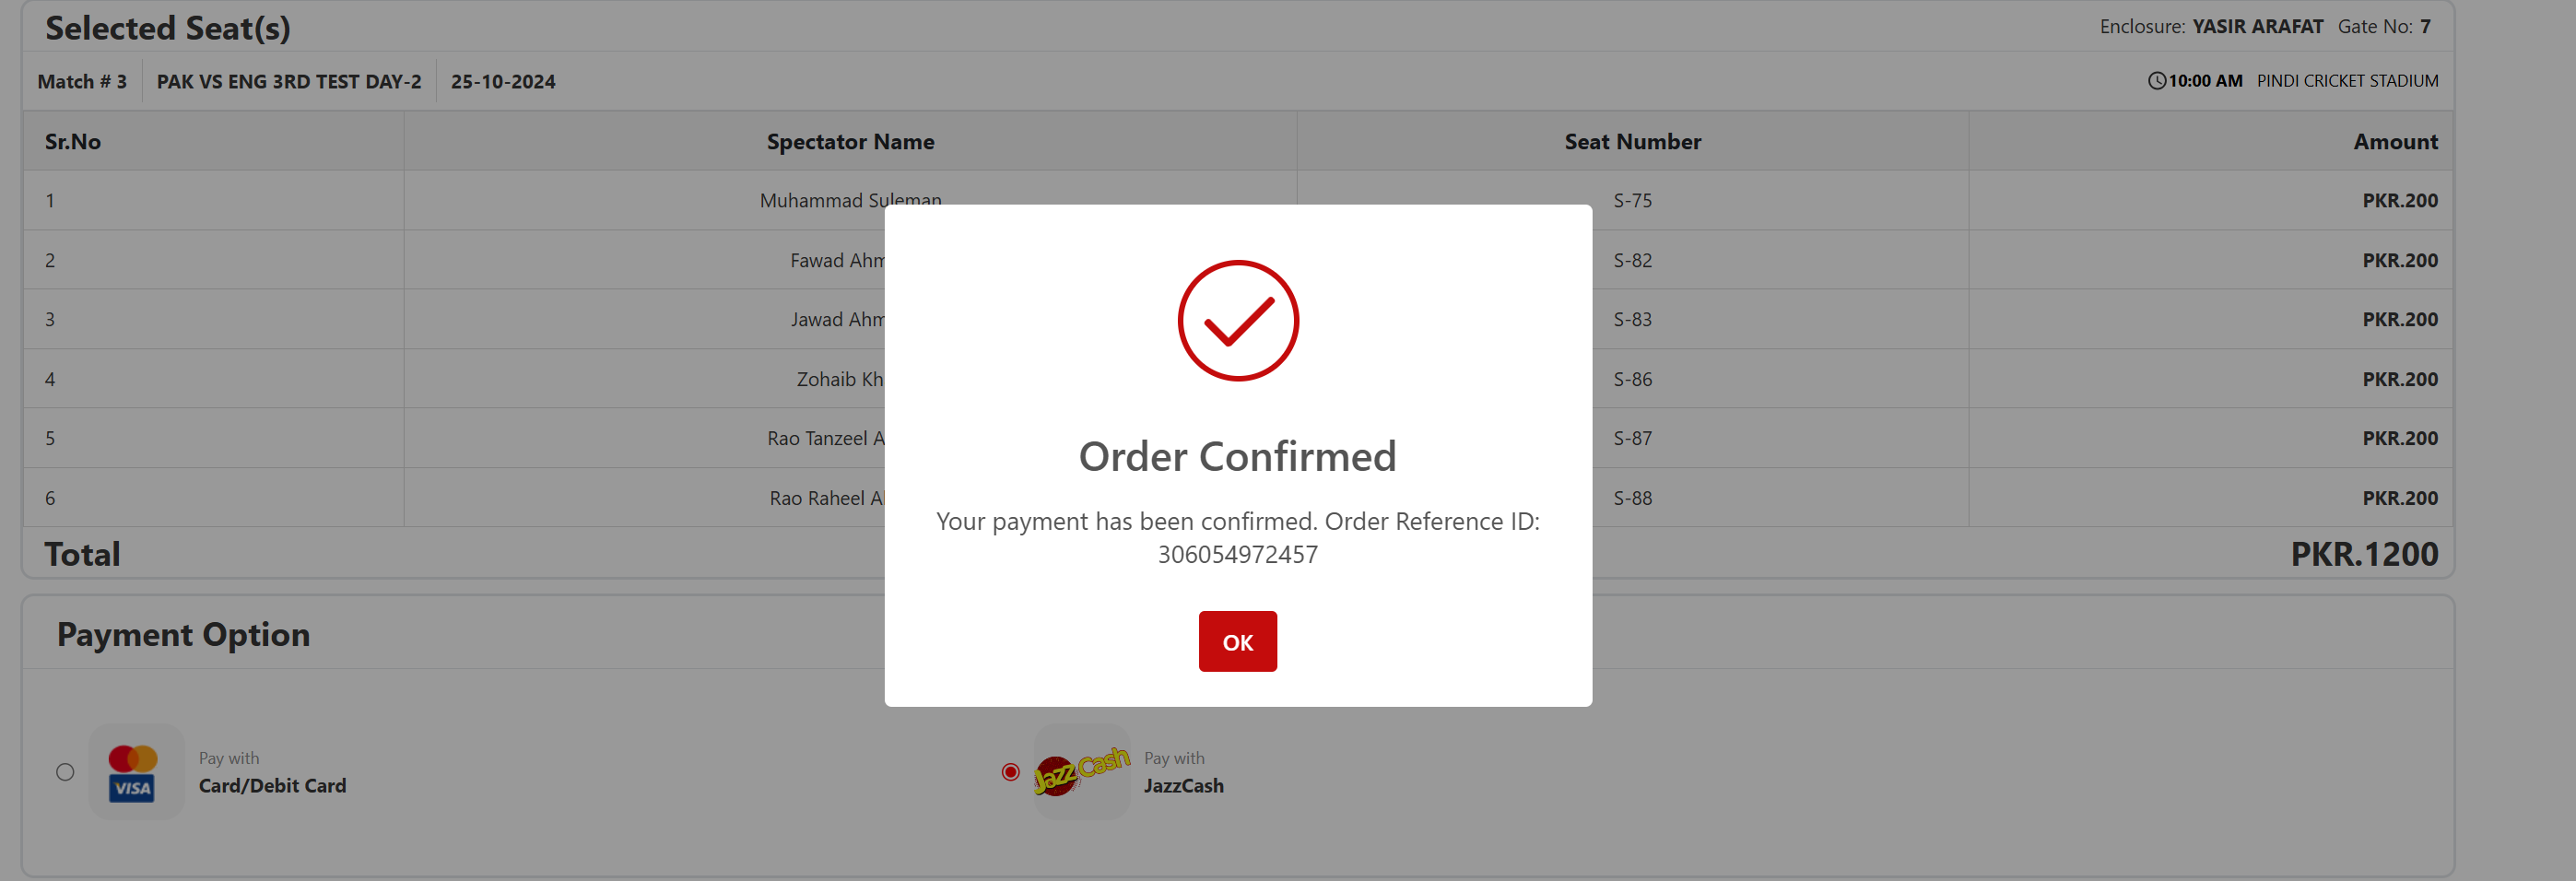 Selected Seat(s) Enclosure: YASIR ARAFAT Gate No: 7
Match # 3 PAK VS ENG 3RD TEST DAY-2 25-10-2024 10:00 AM PINDI CRICKET STADIUM
Sr.No Spectator Name Seat Number Amount
1 Muhammad Suleman S-75 PKR.200
2 Fawad S-82 PKR.200
3 Jawad S-83 PKR.200
4 Zohaib S-86 PKR.200
5 Rao Tanzeel S-87 PKR.200
6 Rao Raheel S-88 PKR.200
Total PKR.1200
Order Confirmed
Your payment has been confirmed. Order Reference ID:
306054972457
OK
Payment Option
VISA
Pay with
Card/Debit Card
JazzCash
Pay with
JazzCash